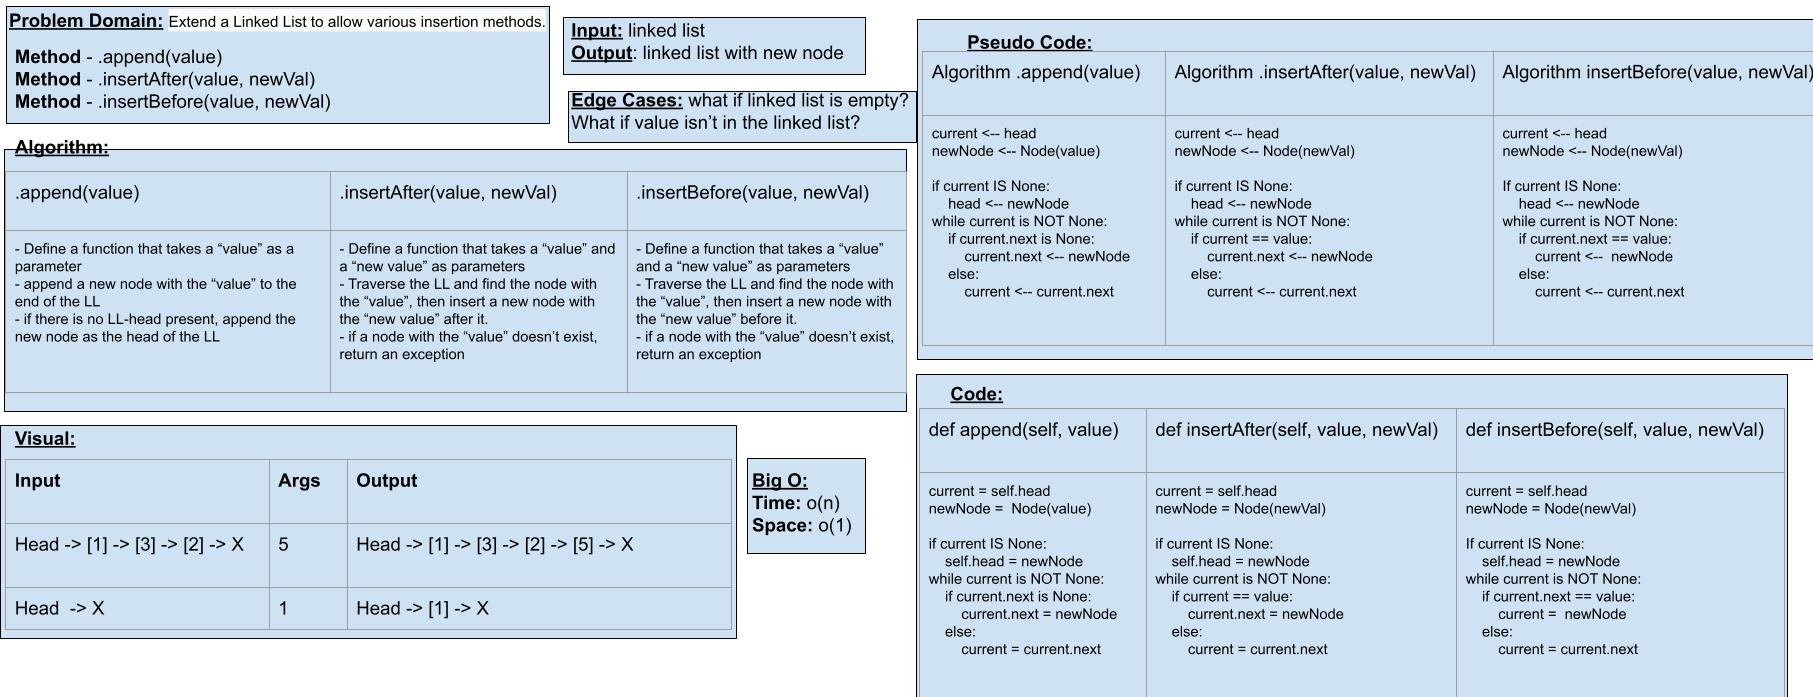 Problem Domain: Extend a Linked List to allow various insertion methods.
Method - .append(value)
Method - .insertAfter(value, newVal)
Method - .insertBefore(value, newVal)
Input: linked list
Output: linked list with new node
Edge Cases: what if linked list is empty?
What if value isn't in the linked list?
Algorithm:
.append(value)
- Define a function that takes a “value” as a
parameter
- append a new node with the “value” to the
end of the LL
- if there is no LL-head present, append the
new node as the head of the LL
.insertAfter(value, newVal)
- Define a function that takes a “value” and
a “new value” as parameters
- Traverse the LL and find the node with
the “value”, then insert a new node with
the “new value” after it.
- if a node with the “value” doesn’t exist,
return an exception
.insertBefore(value, newVal)
- Define a function that takes a “value”
and a “new value” as parameters
- Traverse the LL and find the node with
the “value”, then insert a new node with
the “new value” before it.
- if a node with the “value” doesn’t exist,
return an exception
Visual:
Input Args Output
Head -> [1] -> [3] -> [2] -> X 5 Head -> [1] -> [3] -> [2] -> [5] -> X
Head  -> X 1 Head -> [1] -> X
Big O:
Time: o(n)
Space: o(1)
Pseudo Code:
Algorithm .append(value)
current <-- head
newNode <-- Node(value)
if current IS None:
head <-- newNode
while current is NOT None:
if current.next is None:
current.next <-- newNode
else:
current <-- current.next
Algorithm .insertAfter(value, newVal)
current <-- head
newNode <-- Node(newVal)
if current IS None:
head <-- newNode
while current is NOT None:
if current == value:
current.next <-- newNode
else:
current <-- current.next
Algorithm insertBefore(value, newVal)
current <-- head
newNode <-- Node(newVal)
If current IS None:
head <-- newNode
while current is NOT None:
if current.next == value:
current <--  newNode
else:
current <-- current.next
Code:
def append(self, value)
current = self.head
newNode =  Node(value)
if current IS None:
self.head = newNode
while current is NOT None:
if current.next is None:
current.next = newNode
else:
current = current.next
def insertAfter(self, value, newVal)
current = self.head
newNode = Node(newVal)
if current IS None:
self.head = newNode
while current is NOT None:
if current == value:
current.next = newNode
else:
current = current.next
def insertBefore(self, value, newVal)
current = self.head
newNode = Node(newVal)
If current IS None:
self.head = newNode
while current is NOT None:
if current.next == value:
current =  newNode
else:
current = current.next